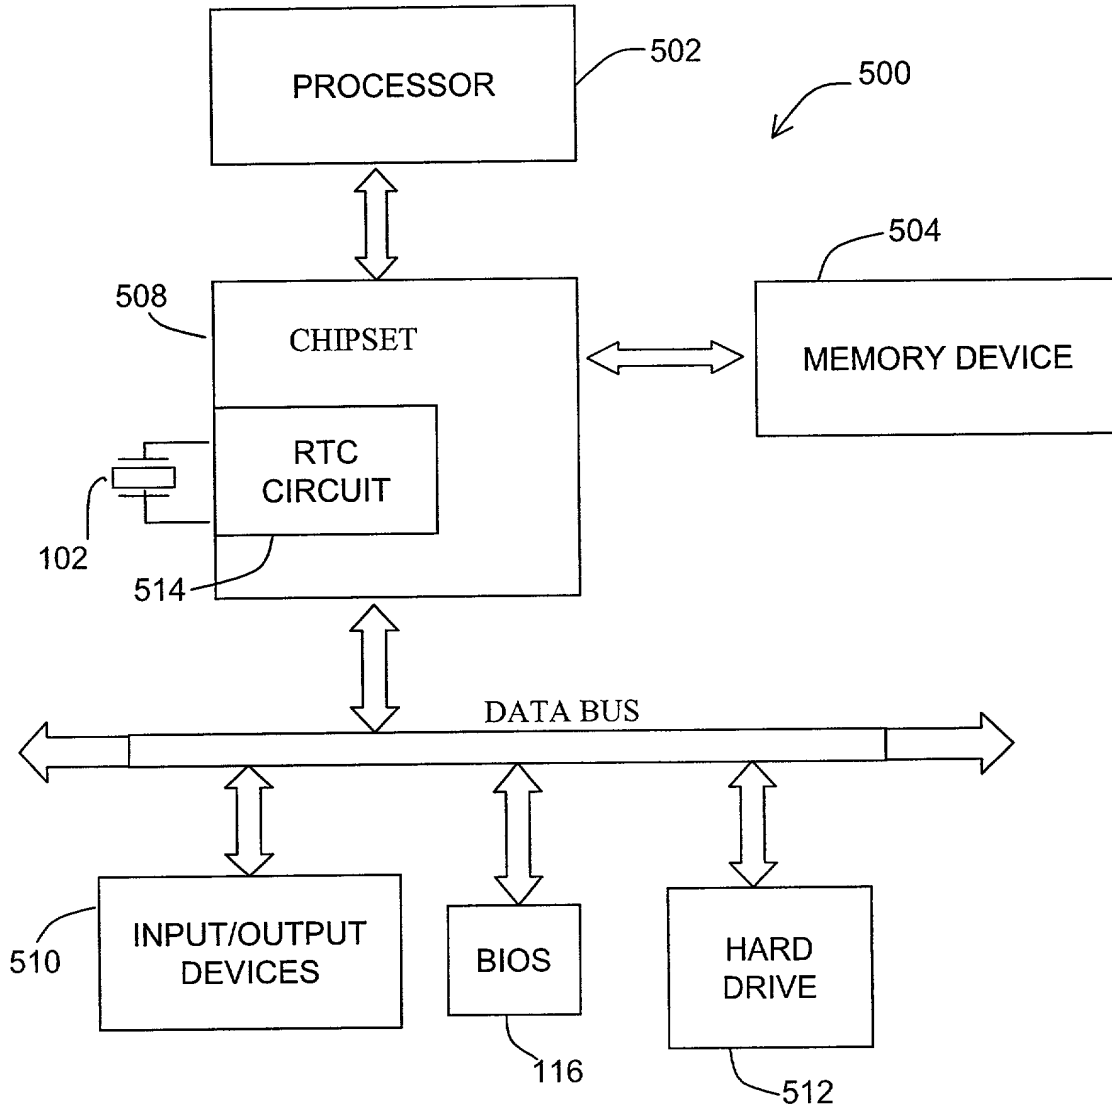 PROCESSOR
502
500
504
508
CHIPSET
MEMORY DEVICE
RTC
CIRCUIT
102
514
DATA BUS
INPUT/OUTPUT
DEVICES
510
BIOS
HARD
DRIVE
116
512